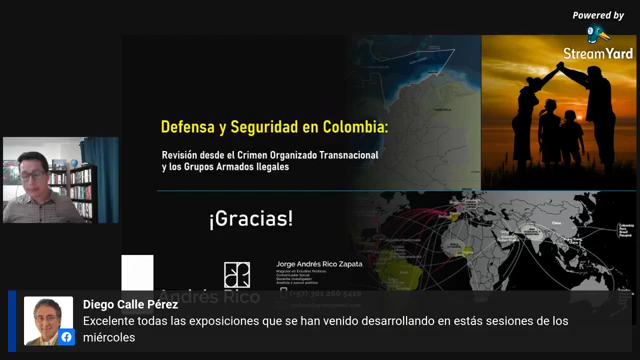 Powered by
StreamYard
Defensa y Seguridad en Colombia:
Revisión desde el Crimen Organizado Transnacional
y los Grupos Armados Ilegales
¡Gracias!
Jorge Andrés Rico Zapata
Andrés Rico
Diego Calle Pérez
Excelente todas las exposiciones que se han venido desarrollando en estás sesiones de los
miércoles